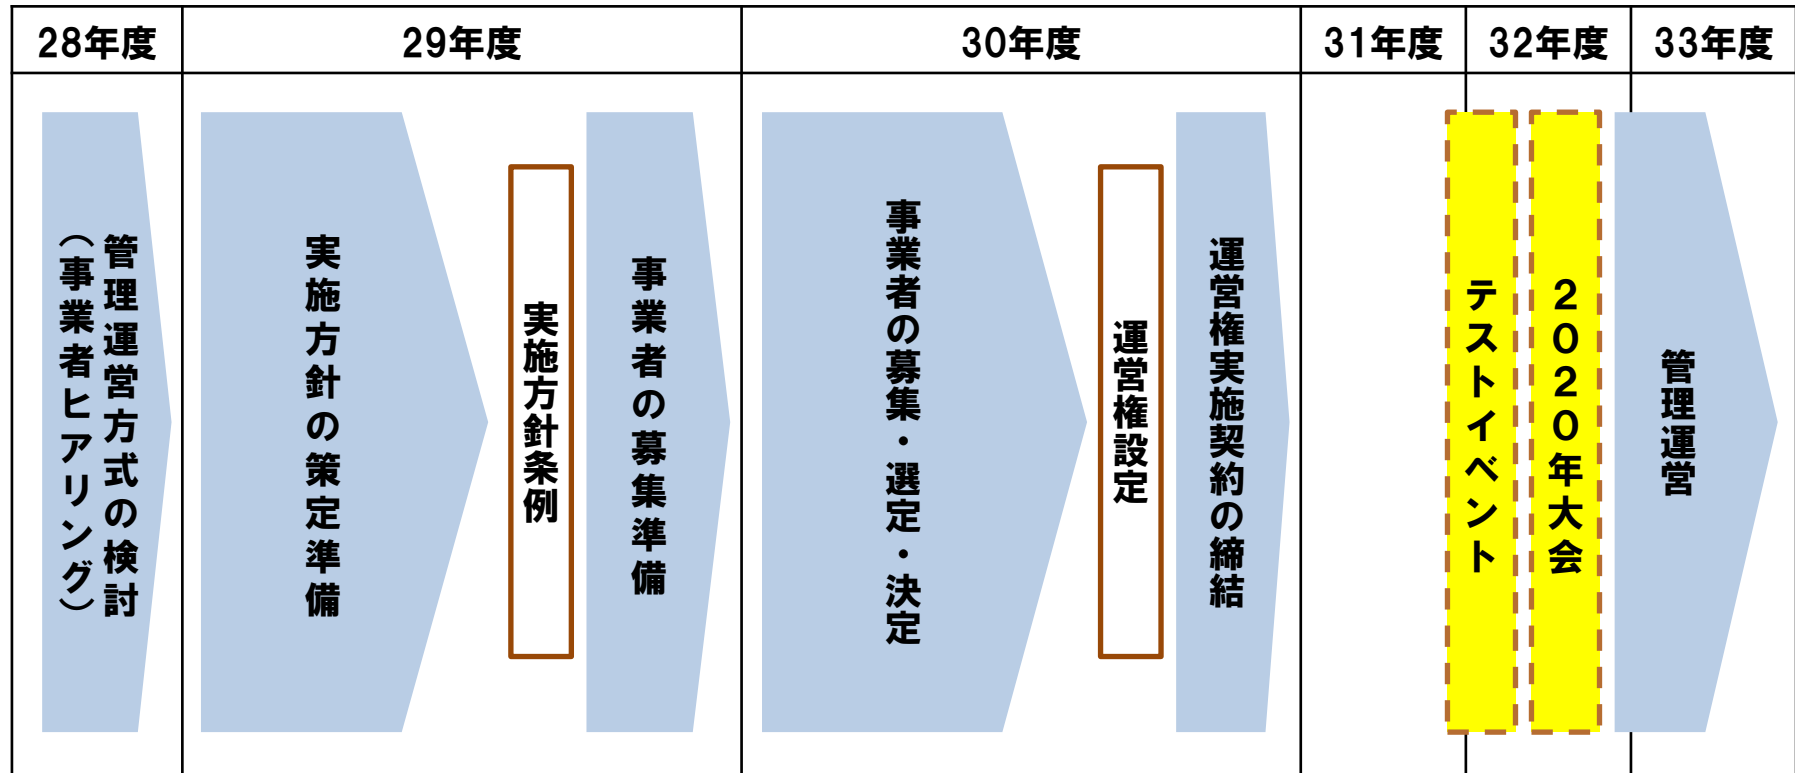 28年度
29年度
30年度
31年度
32年度
33年度
管理運営方式の検討
（事業者ヒアリング）
実施方針の策定準備
実施方針条例
事業者の募集準備
事業者の募集・選定・決定
運営権設定
運営権実施契約の締結
テストイベント
２０２０年大会
管理運営